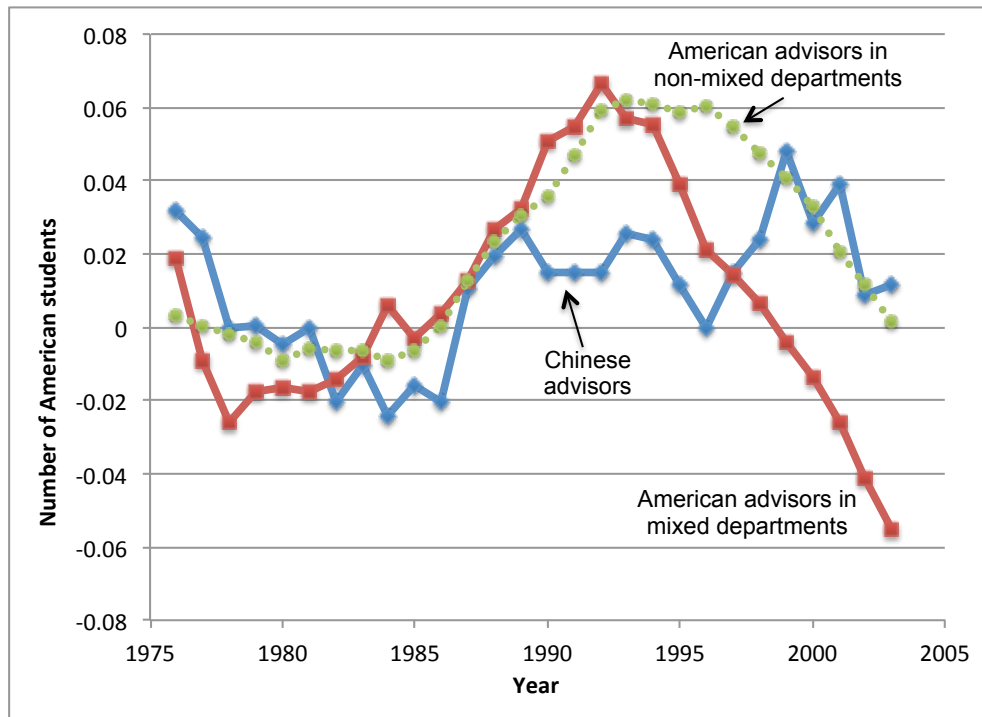 0.08
American advisors in
non-mixed departments
0.06
0.04
0.02
0
Chinese
advisors
-0.02
-0.04
American advisors in
mixed departments
-0.06
-0.08
1975 1980 1985 1990 1995 2000 2005
Year
Number of American students